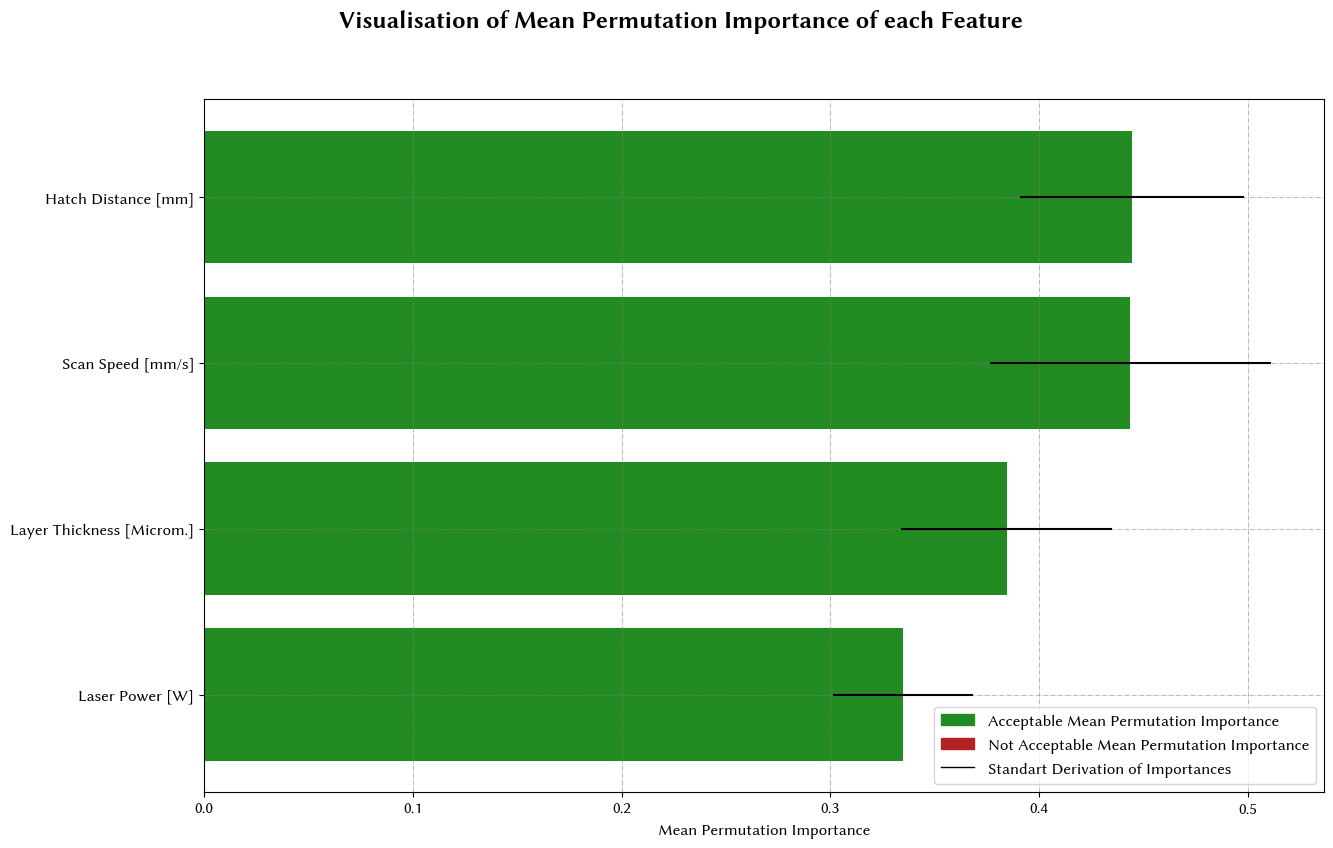 Visualisation of Mean Permutation Importance of each Feature
Hatch Distance [mm]
Scan Speed [mm/s]
Layer Thickness [Microm.]
Laser Power [W]
Acceptable Mean Permutation Importance
Not Acceptable Mean Permutation Importance
Standart Derivation of Importances
0.0 0.1 0.2 0.3 0.4 0.5
Mean Permutation Importance